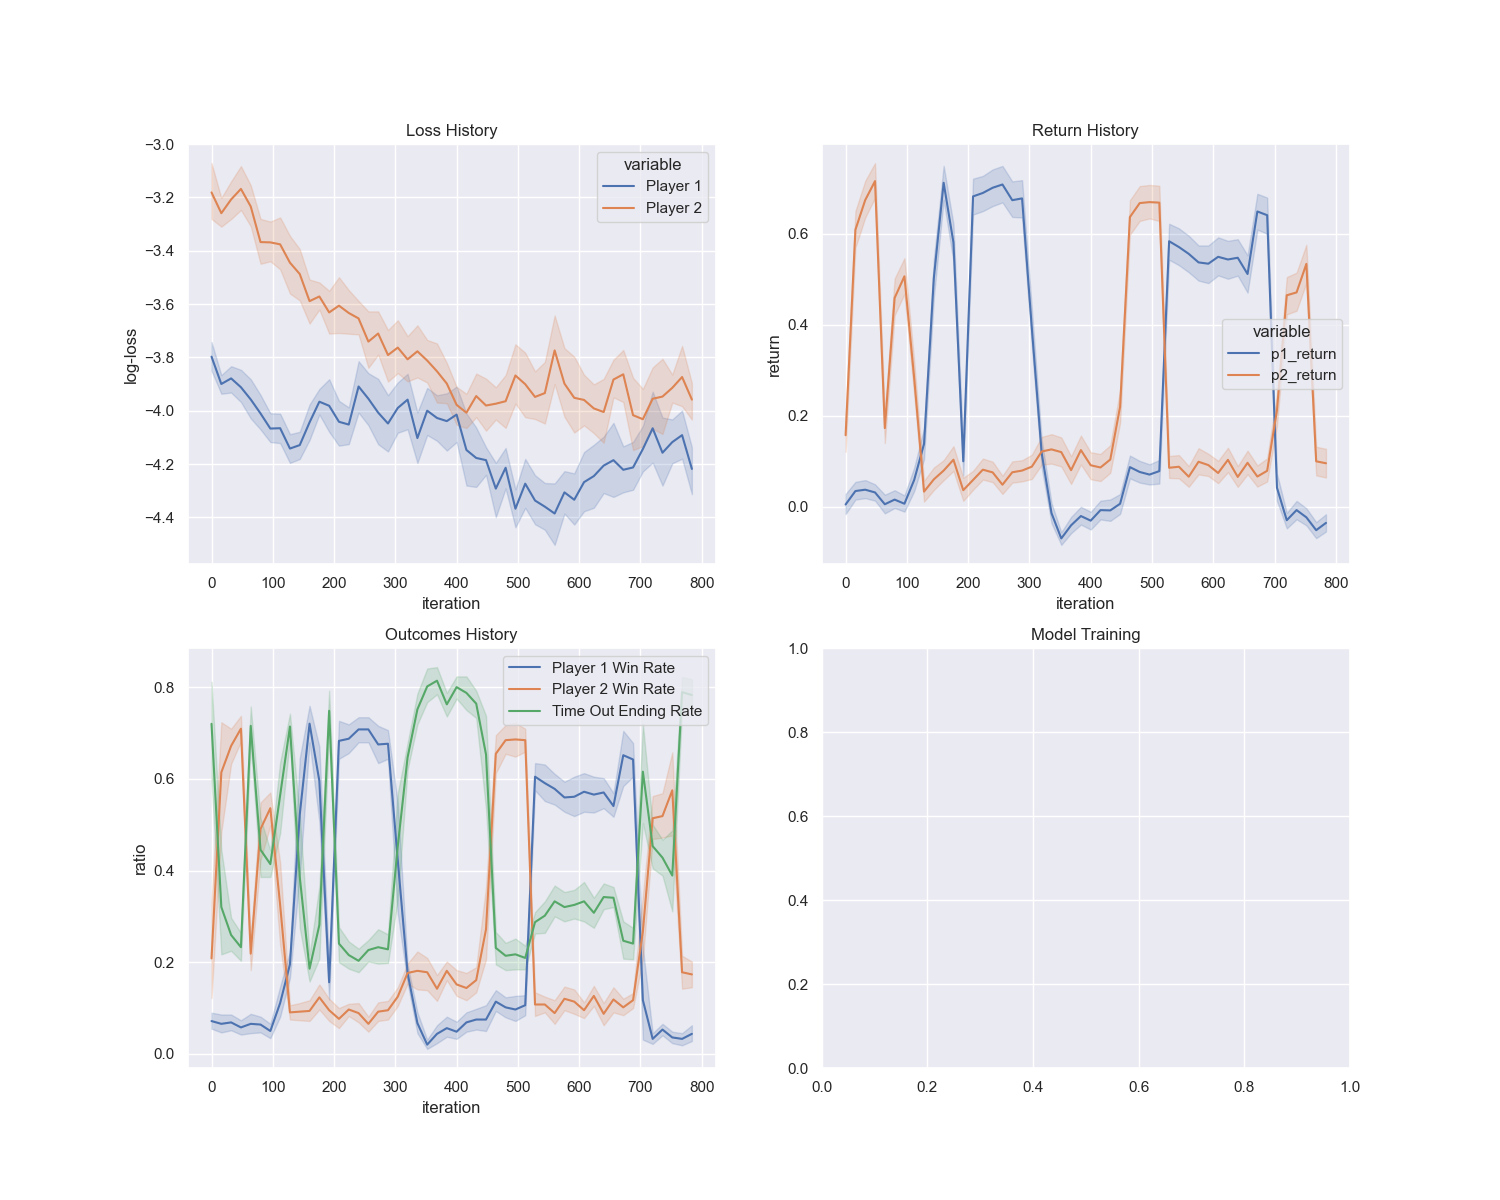 Loss History
−3.0
−3.2
−3.4
−3.6
−3.8
−4.0
−4.2
−4.4
log-loss
variable
Player 1
Player 2
0 100 200 300 400 500 600 700 800
iteration
Return History
0.6
0.4
0.2
0.0
return
variable
p1_return
p2_return
0 100 200 300 400 500 600 700 800
iteration
Outcomes History
0.8
0.6
0.4
0.2
0.0
ratio
Player 1 Win Rate
Player 2 Win Rate
Time Out Ending Rate
0 100 200 300 400 500 600 700 800
iteration
Model Training
1.0
0.8
0.6
0.4
0.2
0.0
0.0 0.2 0.4 0.6 0.8 1.0